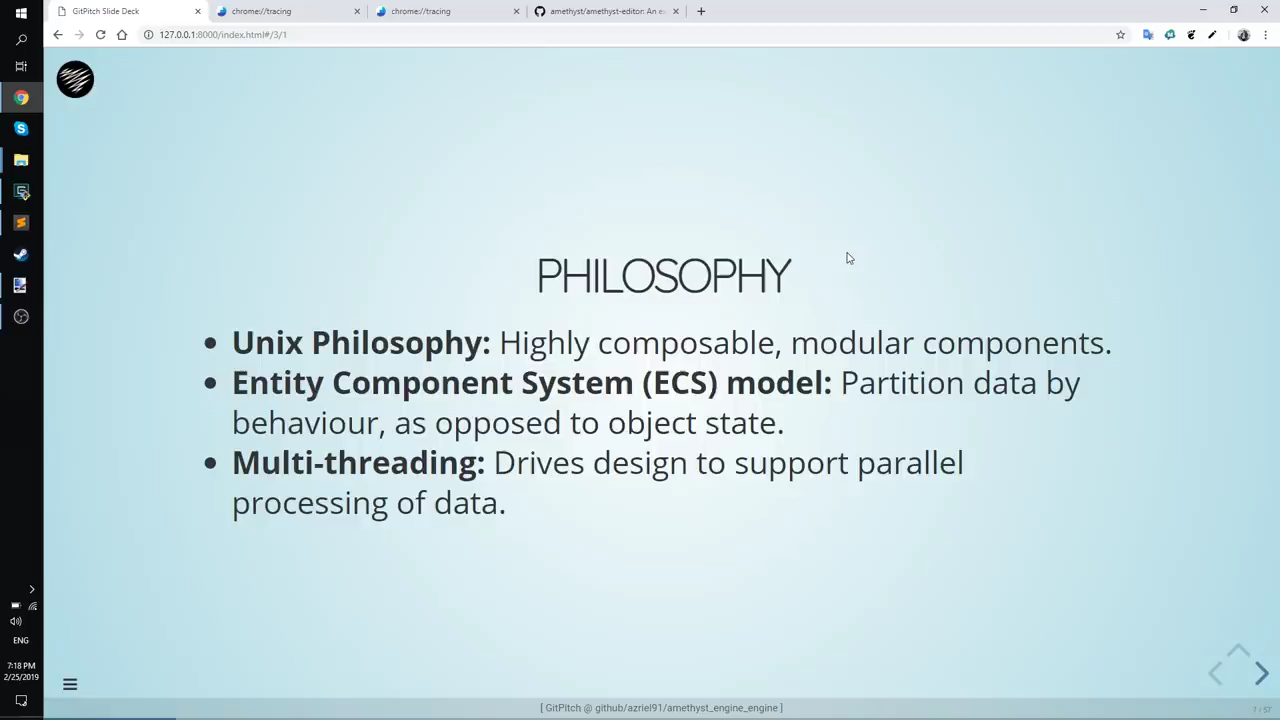 GitPitch Slide Deck
chrome://tracing
chrome://tracing
amethyst/amethyst-editor: An ex
127.0.0.1:8000/index.html#/3/1
PHILOSOPHY
Unix Philosophy: Highly composable, modular components.
Entity Component System (ECS) model: Partition data by
behaviour, as opposed to object state.
Multi-threading: Drives design to support parallel
processing of data.
ENG
7:18 PM
2/25/2019
[ GitPitch @ github/azriel91/amethyst_engine_engine ]
7 / 57